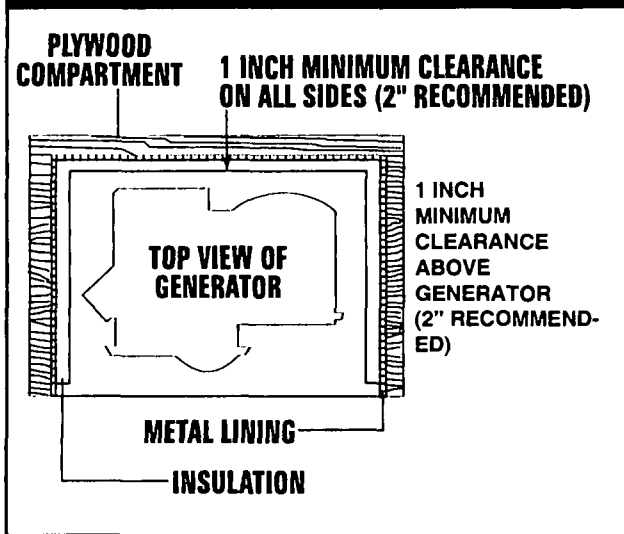 PLYWOOD
COMPARTMENT
1 INCH MINIMUM CLEARANCE
ON ALL SIDES (2" RECOMMENDED)
1 INCH
MINIMUM
CLEARANCE
ABOVE
GENERATOR
(2" RECOMMEND-
ED)
TOP VIEW OF
GENERATOR
METAL LINING
INSULATION